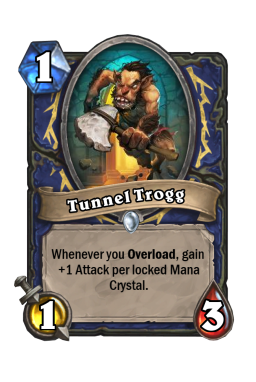 1
Tunnel Trogg
Whenever you Overload, gain
+1 Attack per locked Mana
Crystal.
1
3